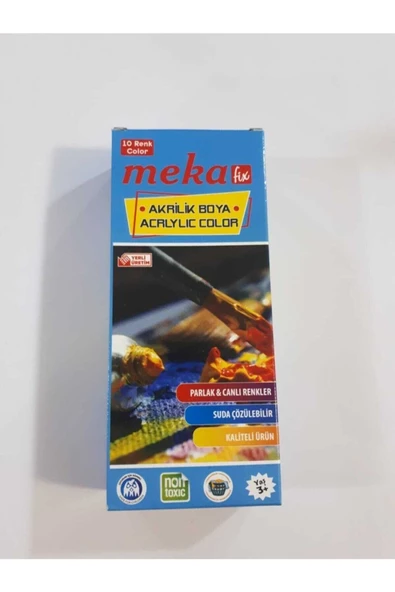 10 Renk
Color
meka fix
• AKRİLİK BOYA •
ACRLYLIC COLOR
YERLİ
ÜRETİM
PARLAK & CANLI RENKLER
SUDA ÇÖZÜLEBİLİR
KALİTELİ ÜRÜN
non
toxic
Yaş
3+